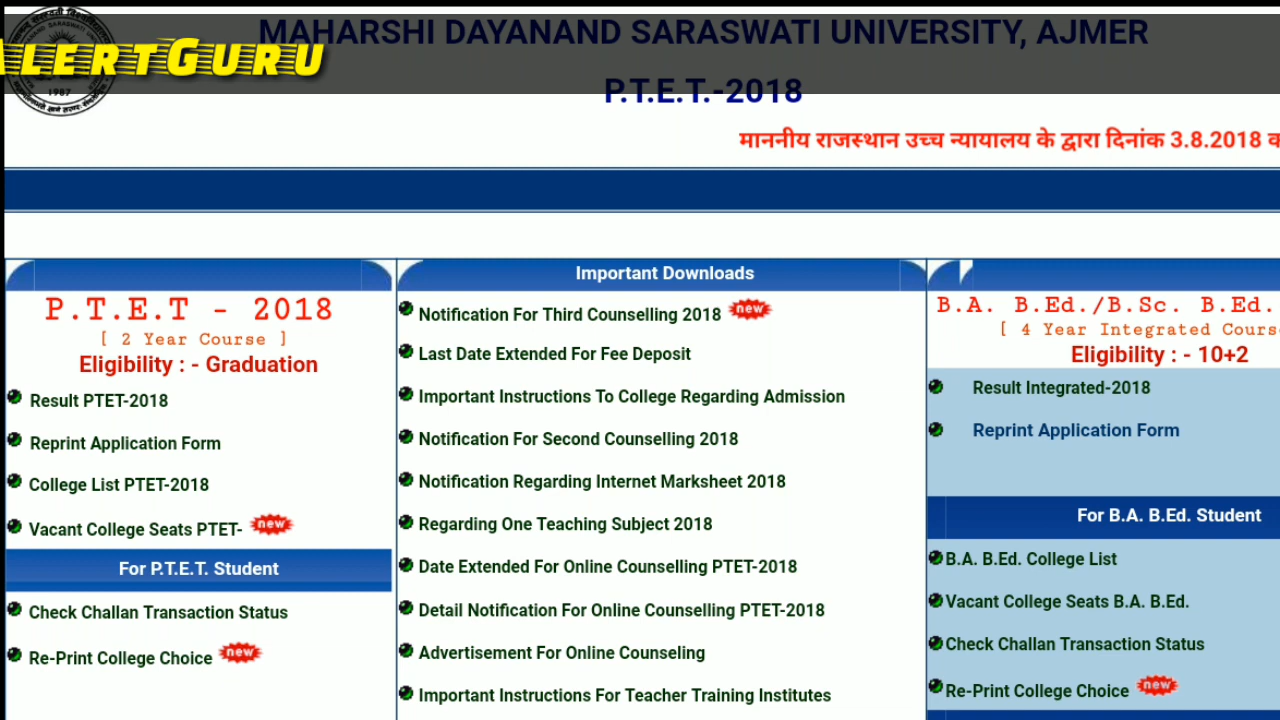 MAHARSHI DAYANAND SARASWATI UNIVERSITY, AJMER
ALERTGURU
1987
P.T.E.T.-2018
माननीय राजस्थान उच्च न्यायालय के द्वारा दिनांक 3.8.2018
P.T.E.T - 2018
[ 2 Year Course ]
Eligibility : - Graduation
Result PTET-2018
Reprint Application Form
College List PTET-2018
Vacant College Seats PTET- new
For P.T.E.T. Student
Check Challan Transaction Status
Re-Print College Choice new
Important Downloads
Notification For Third Counselling 2018 new
Last Date Extended For Fee Deposit
Important Instructions To College Regarding Admission
Notification For Second Counselling 2018
Notification Regarding Internet Marksheet 2018
Regarding One Teaching Subject 2018
Date Extended For Online Counselling PTET-2018
Detail Notification For Online Counselling PTET-2018
Advertisement For Online Counseling
Important Instructions For Teacher Training Institutes
B.A. B.Ed./B.Sc. B.Ed.
[ 4 Year Integrated Cours
Eligibility : - 10+2
Result Integrated-2018
Reprint Application Form
For B.A. B.Ed. Student
B.A. B.Ed. College List
Vacant College Seats B.A. B.Ed.
Check Challan Transaction Status
Re-Print College Choice new